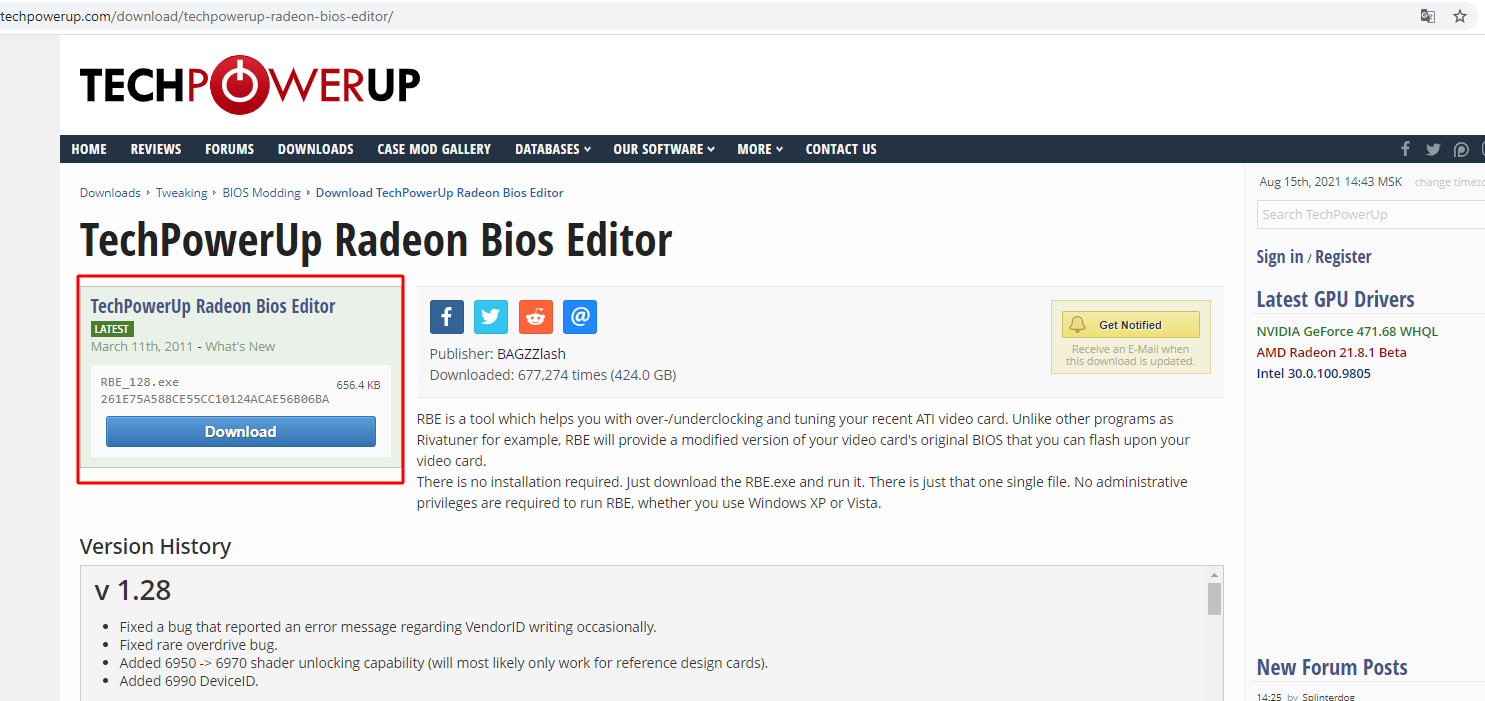 techpowerup.com/download/techpowerup-radeon-bios-editor/
TECHPOWERUP
HOME REVIEWS FORUMS DOWNLOADS CASE MOD GALLERY DATABASES OUR SOFTWARE MORE CONTACT US
Downloads Tweaking BIOS Modding Download TechPowerUp Radeon Bios Editor
TechPowerUp Radeon Bios Editor
TechPowerUp Radeon Bios Editor
LATEST
March 11th, 2011 - What's New
RBE_128.exe 656.4 KB
261E75A588CE55CC10124ACAE56B06BA
Download
Publisher: BAGZZlash
Downloaded: 677,274 times (424.0 GB)
Get Notified
Receive an E-Mail when
this download is updated.
RBE is a tool which helps you with over-/underclocking and tuning your recent ATI video card. Unlike other programs as
Rivatuner for example, RBE will provide a modified version of your video card's original BIOS that you can flash upon your
video card.
There is no installation required. Just download the RBE.exe and run it. There is just that one single file. No administrative
privileges are required to run RBE, whether you use Windows XP or Vista.
Version History
v 1.28
Fixed a bug that reported an error message regarding VendorID writing occasionally.
Fixed rare overdrive bug.
Added 6950 -> 6970 shader unlocking capability (will most likely only work for reference design cards).
Added 6990 DeviceID.
Aug 15th, 2021 14:43 MSK change timezo
Search TechPowerUp
Sign in / Register
Latest GPU Drivers
NVIDIA GeForce 471.68 WHQL
AMD Radeon 21.8.1 Beta
Intel 30.0.100.9805
New Forum Posts
14:25 by Splinterdog